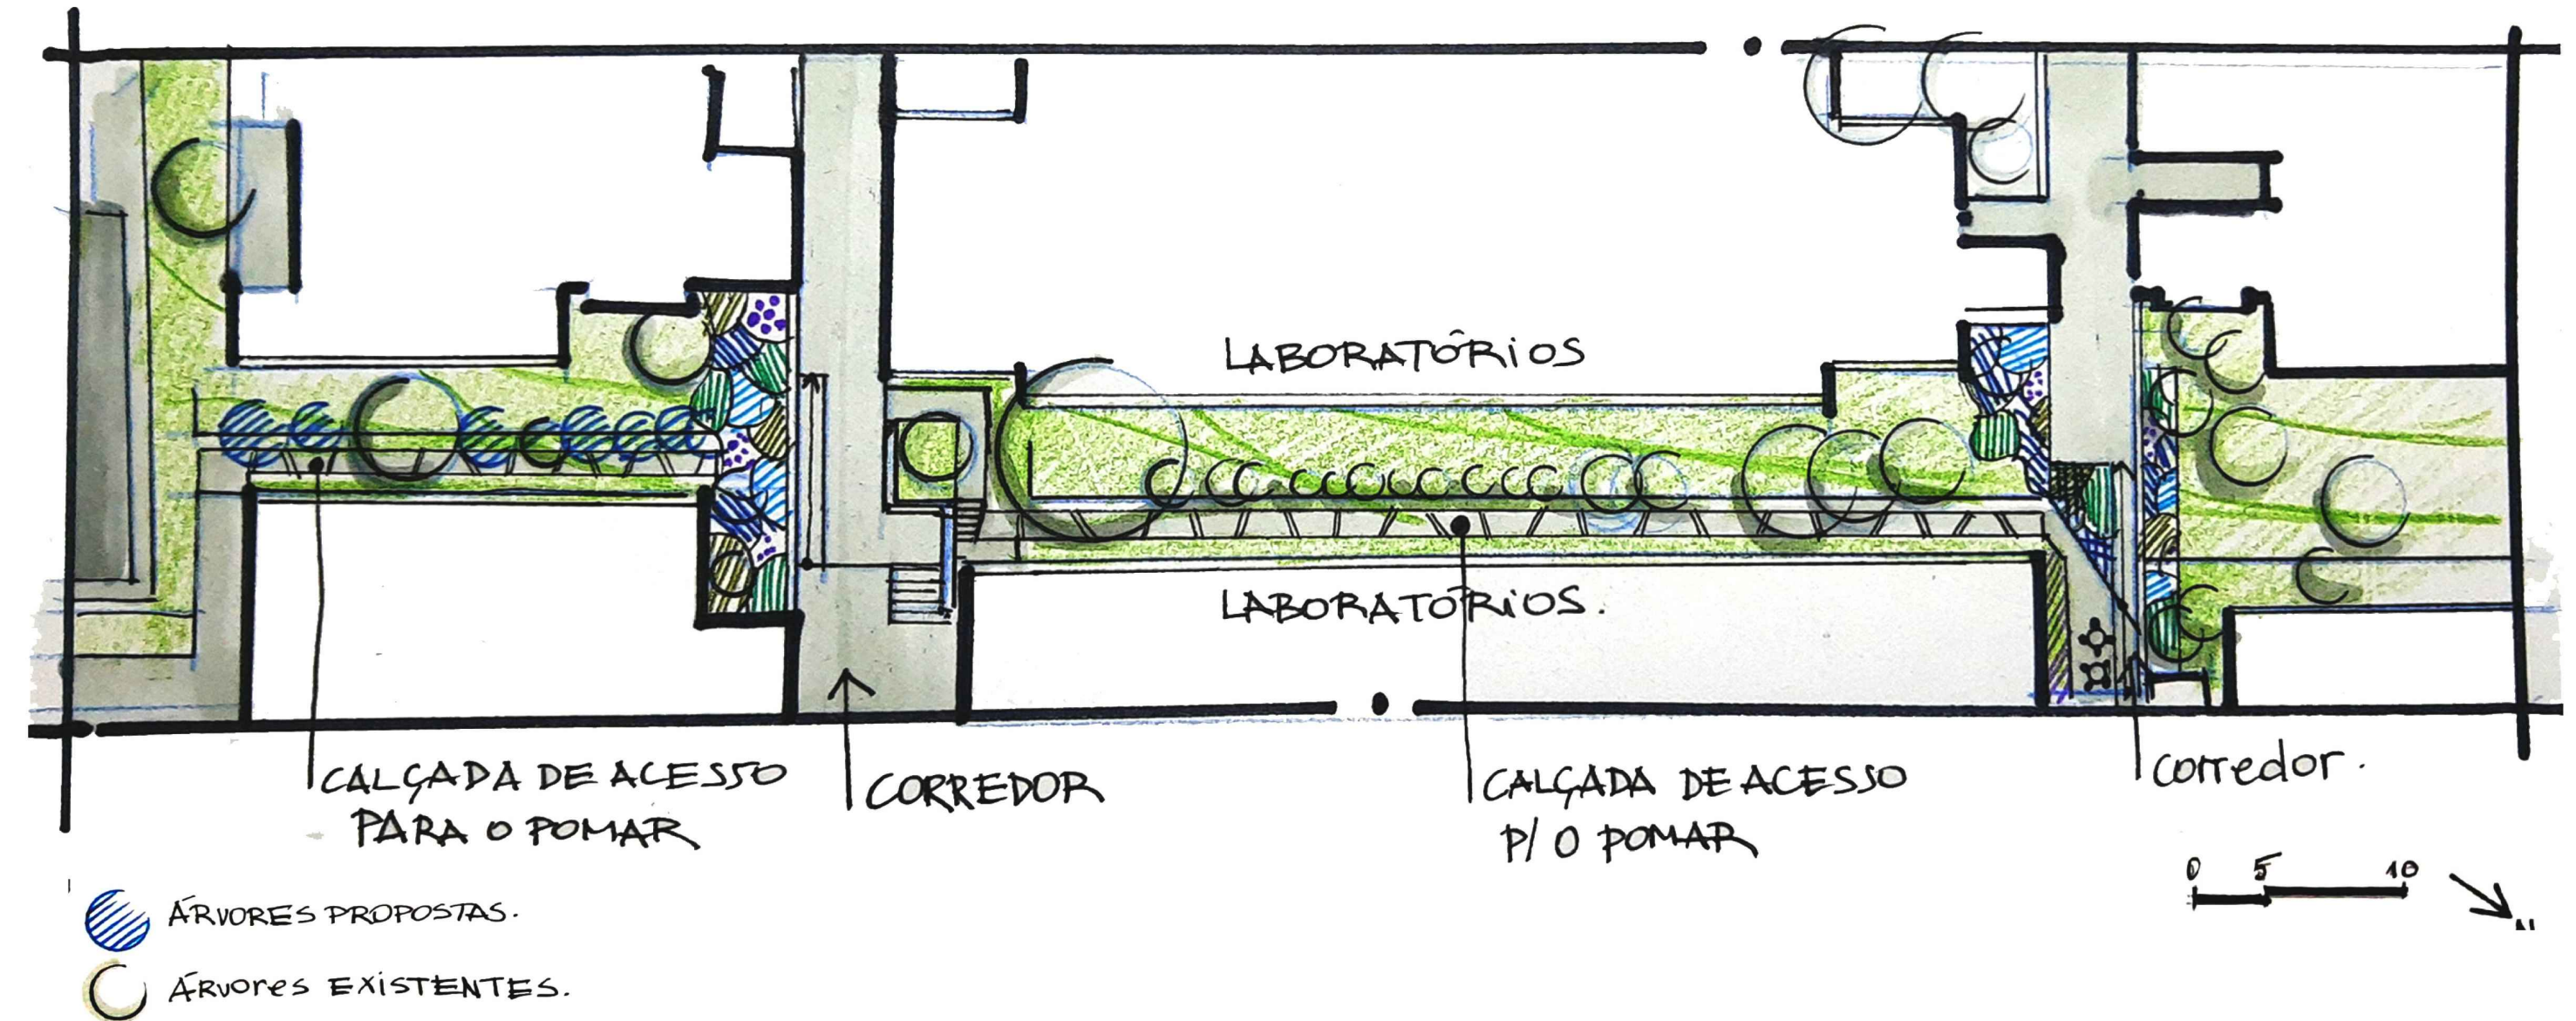 LABORATÓRIOS
LABORATÓRIOS.
CALÇADA DE ACESSO
PARA O POMAR
CORREDOR
CALÇADA DE ACESSO
P/ O POMAR
corredor.
0 5 10
N
ÁRVORES PROPOSTAS.
ÁRVORES EXISTENTES.